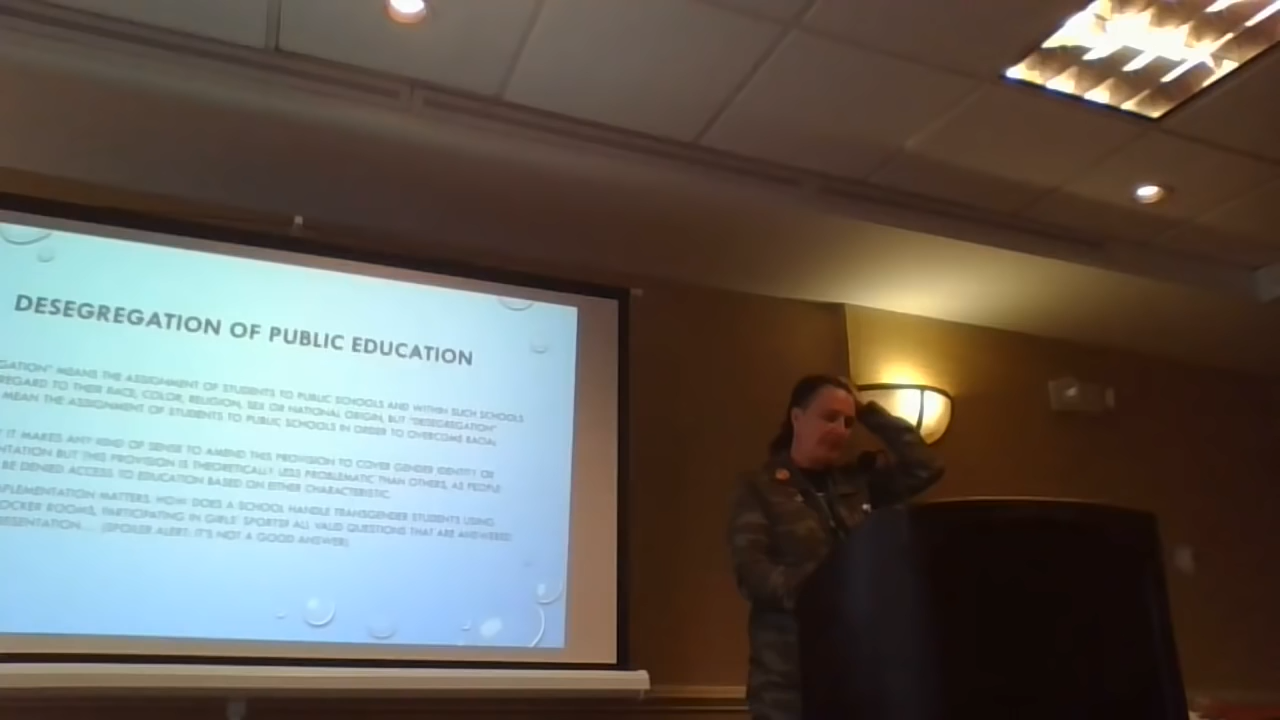 DESEGREGATION OF PUBLIC EDUCATION
GATION" MEANS THE ASSIGNMENT OF STUDENTS TO PUBLIC SCHOOLS AND WITHIN SUCH SCHOOLS
REGARD TO THEIR RACE, COLOR, RELIGION, SEX OR NATIONAL ORIGIN, BUT "DESEGREGATION"
MEAN THE ASSIGNMENT OF STUDENTS TO PUBLIC SCHOOLS IN ORDER TO OVERCOME RACIAL
IT MAKES ANY KIND OF SENSE TO AMEND THIS PROVISION TO COVER GENDER IDENTITY OR
NTATION BUT THIS PROVISION IS THEORETICALLY LESS PROBLEMATIC THAN OTHERS, AS PEOPLE
BE DENIED ACCESS TO EDUCATION BASED ON EITHER CHARACTERISTIC.
MPLEMENTATION MATTERS. HOW DOES A SCHOOL HANDLE TRANSGENDER STUDENTS USING
OCKER ROOMS, PARTICIPATING IN GIRLS' SPORTS? ALL VALID QUESTIONS THAT ARE ANSWERED
RESENTATION... (SPOILER ALERT: IT'S NOT A GOOD ANSWER)